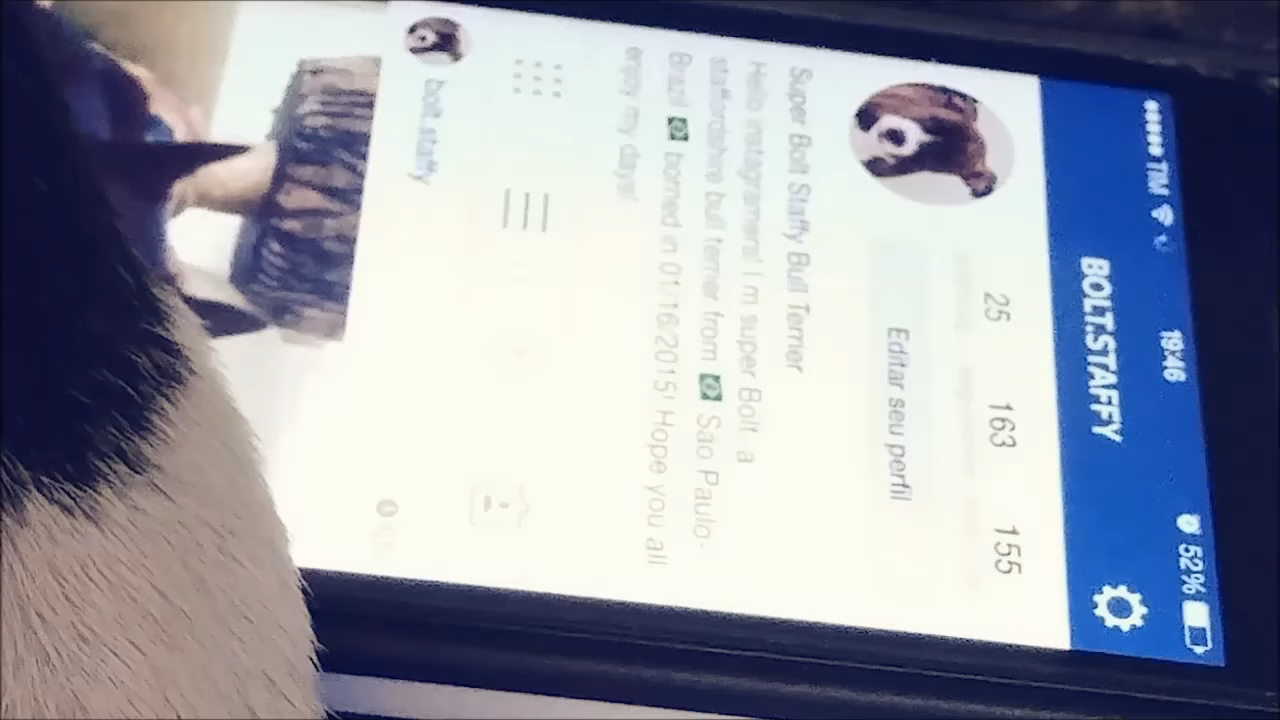 TIM 19:46 52%
BOLT.STAFFY
25 163 155
Editar seu perfil
Super Bolt Staffy Bull Terrier
Hello instagramers! I m super Bolt a
staffordshire bull terrier from Sao Paulo-
Brazil borned in 01/16/2015! Hope you all
enjoy my days!
bolt.staffy